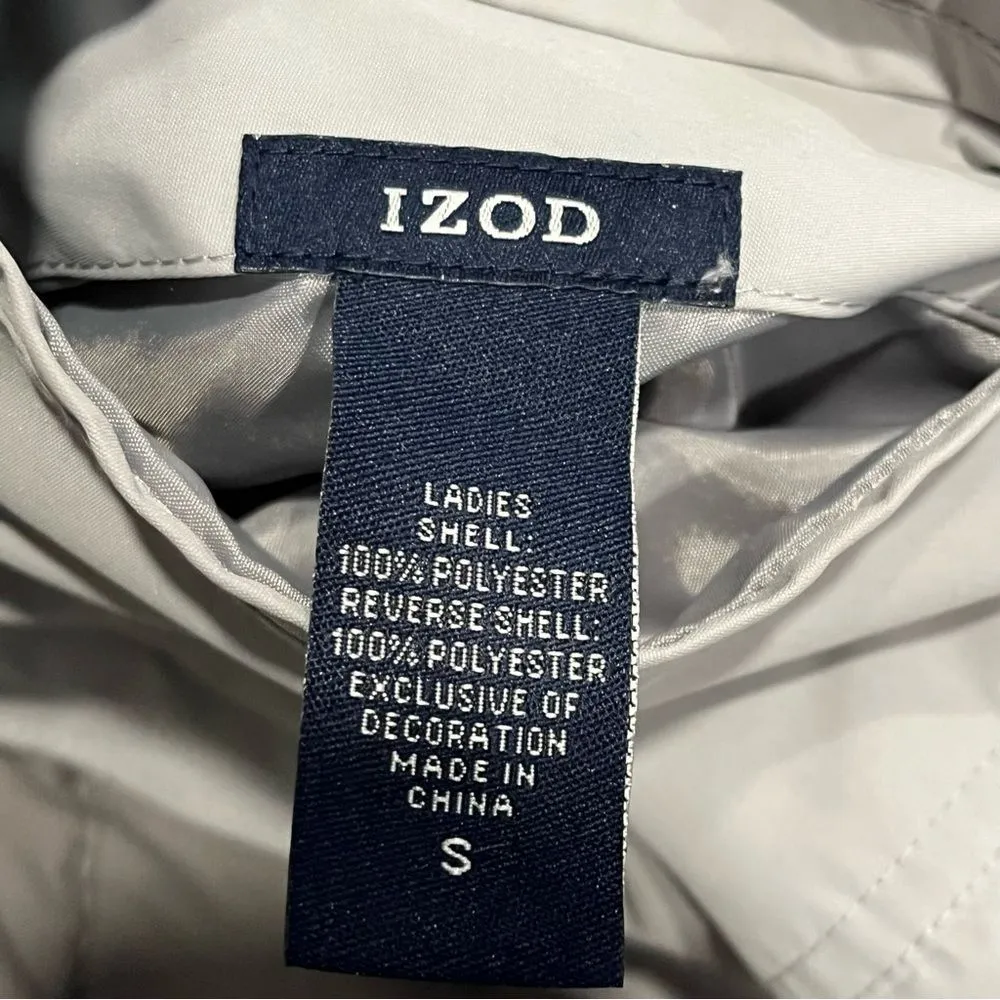 IZOD
LADIES
SHELL:
100% POLYESTER
REVERSE SHELL:
100% POLYESTER
EXCLUSIVE OF
DECORATION
MADE IN
CHINA
S